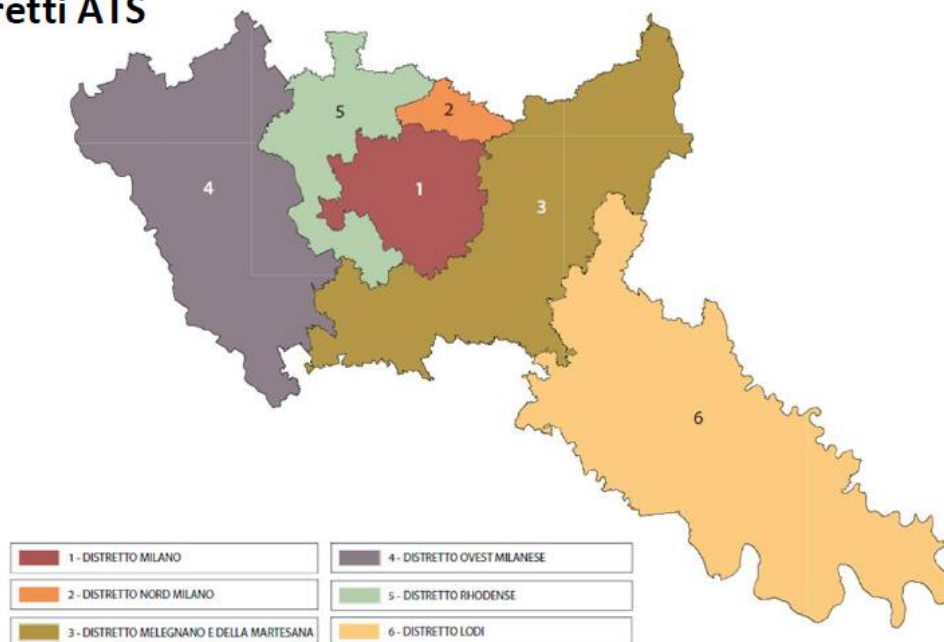 retti ATS
5
2
4
1
3
6
1 - DISTRETTO MILANO
4 - DISTRETTO OVEST MILANESE
2 - DISTRETTO NORD MILANO
5 - DISTRETTO RHODENSE
3 - DISTRETTO MELEGNANO E DELLA MARTESANA
6 - DISTRETTO LODI